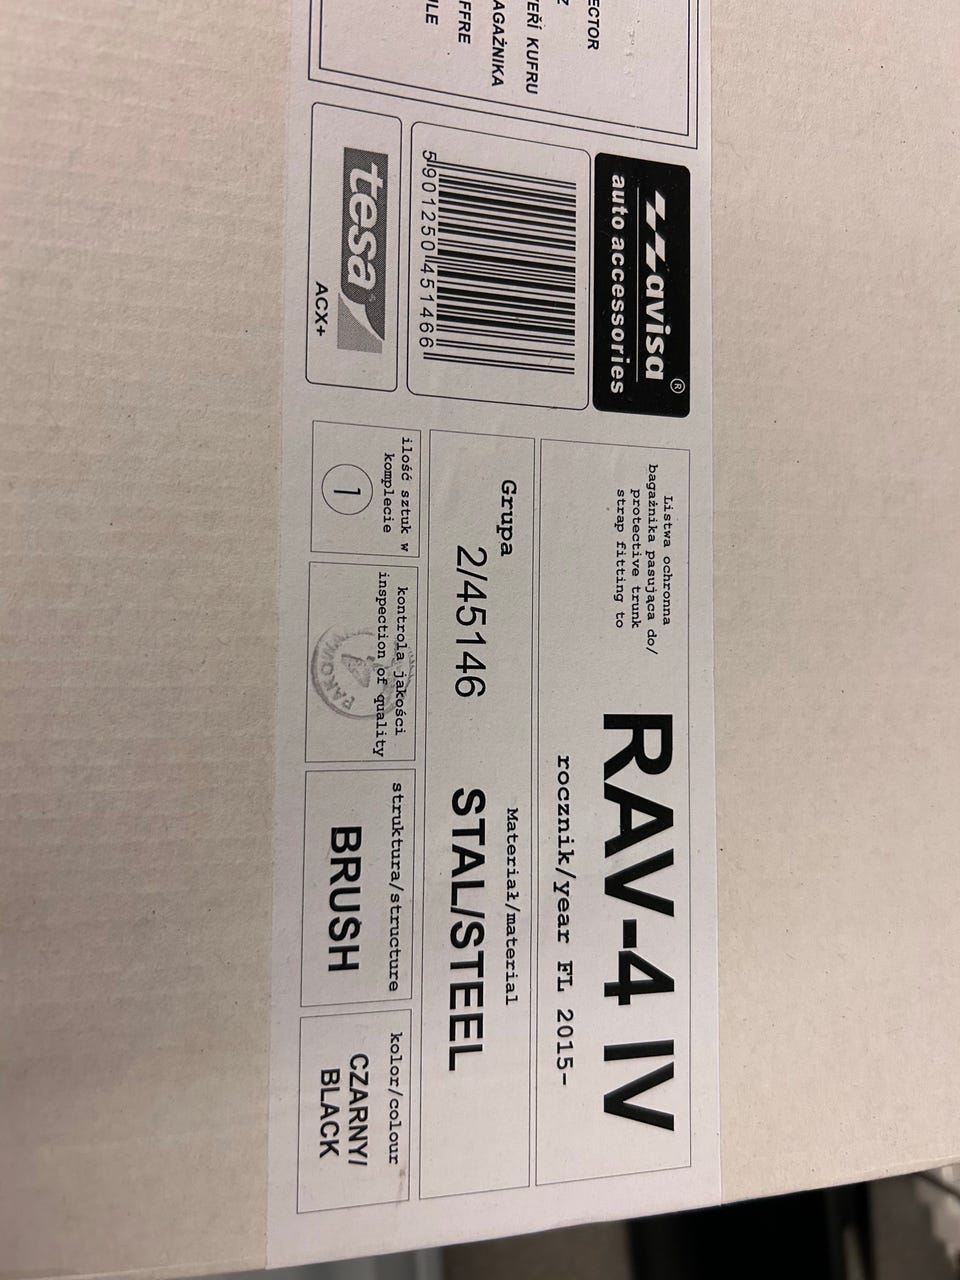 ECTOR
EŘÍ KUFRU
AGAŻNIKA
FFRE
ILE
avisa®
auto accessories
5901250451466
tesa
ACX+
Listwa ochronna
bagażnika pasująca do/
protective trunk
strap fitting to
RAV-4 IV
rocznik/year FL 2015-
Grupa
2/45146
Materiał/material
STAL/STEEL
ilość sztuk w
komplecie
1
kontrola jakości
inspection of quality
struktura/structure
BRUSH
kolor/colour
CZARNY/
BLACK